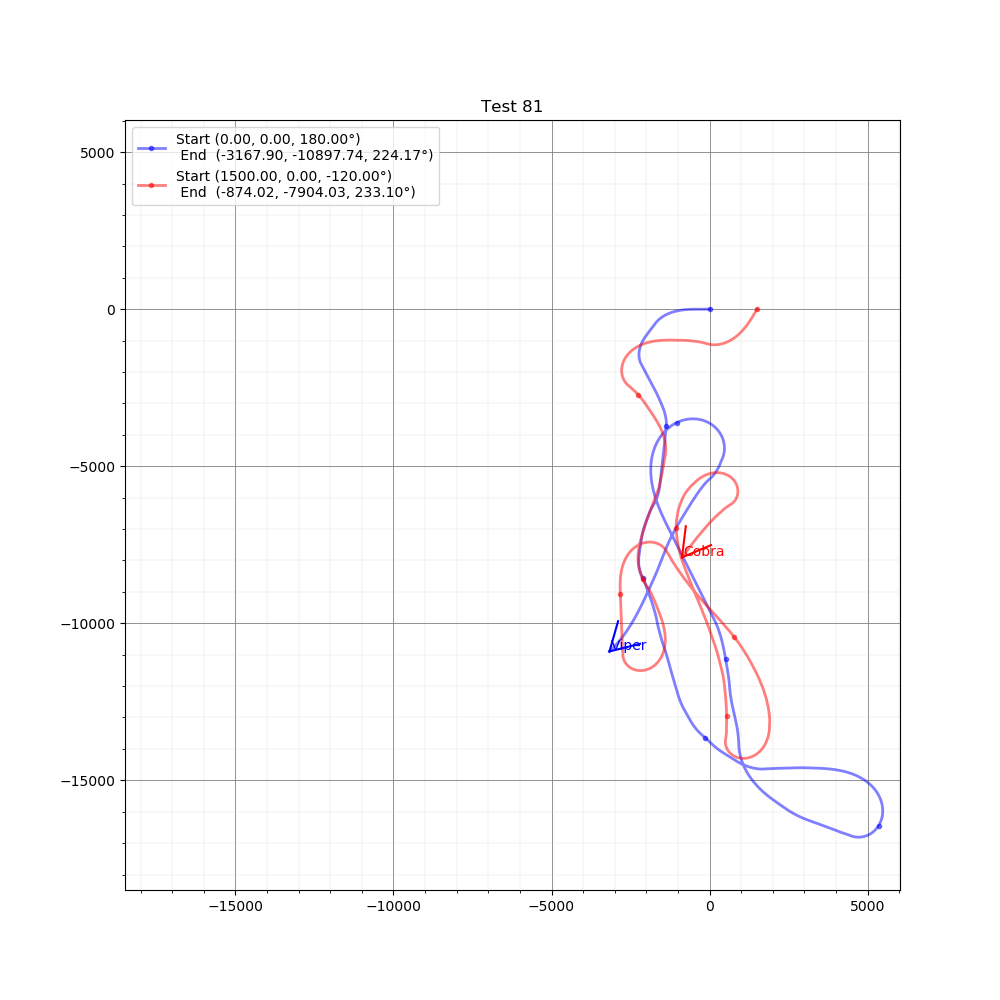 Test 81
Start (0.00, 0.00, 180.00°)
End  (-3167.90, -10897.74, 224.17°)
Start (1500.00, 0.00, -120.00°)
End  (-874.02, -7904.03, 233.10°)
5000
0
−5000
−10000
−15000
Cobra
Viper
−15000
−10000
−5000
0
5000